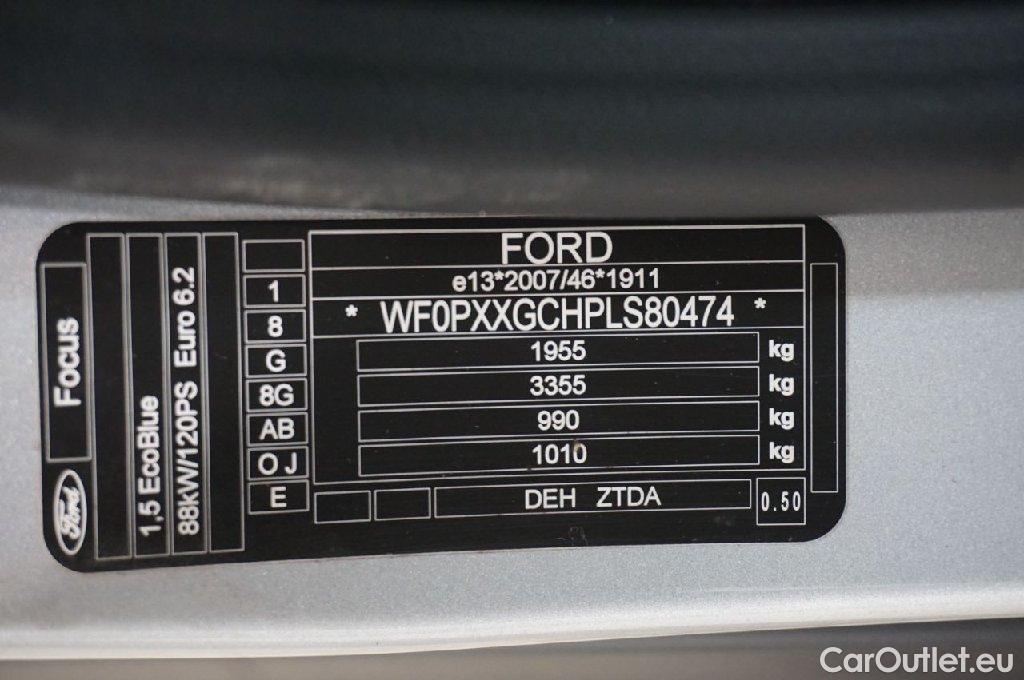 Ford
Focus
1,5 EcoBlue
88kW/120PS Euro 6.2
1
8
G
8G
AB
O J
E
FORD
e13*2007/46*1911
* WF0PXXGCHPLS80474 *
1955 kg
3355 kg
990 kg
1010 kg
DEH ZTDA
0.50
CarOutlet.eu